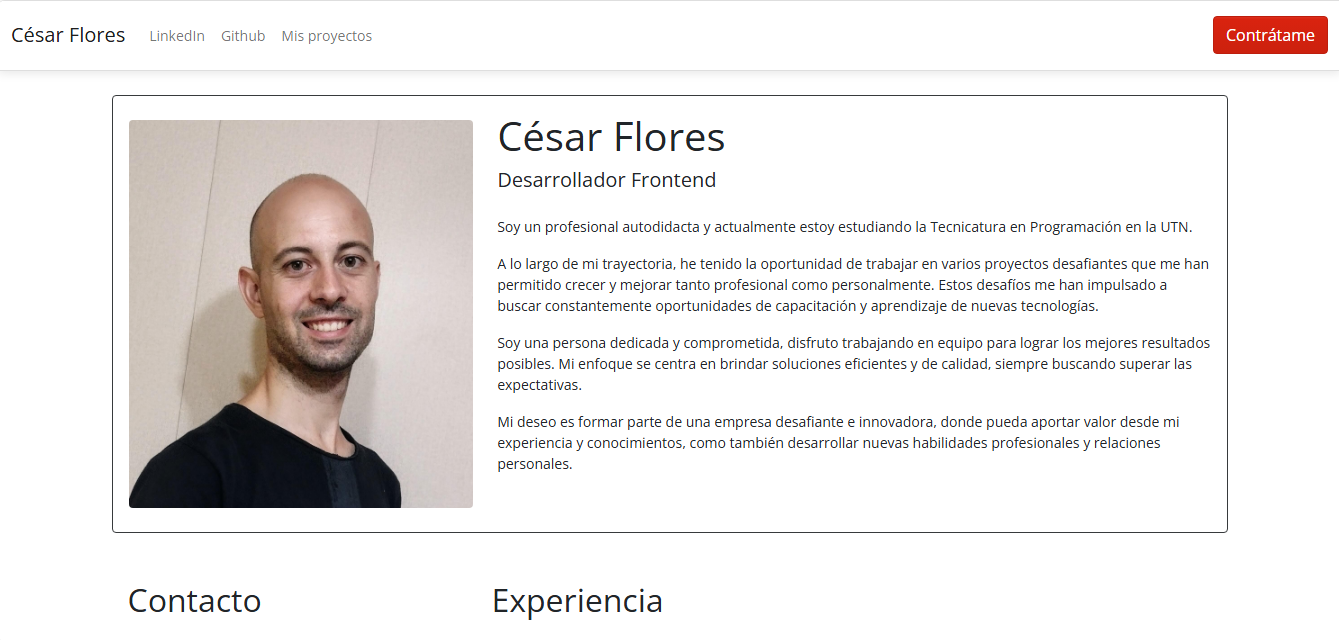 César Flores LinkedIn Github Mis proyectos Contrátame
César Flores
Desarrollador Frontend
Soy un profesional autodidacta y actualmente estoy estudiando la Tecnicatura en Programación en la UTN.
A lo largo de mi trayectoria, he tenido la oportunidad de trabajar en varios proyectos desafiantes que me han
permitido crecer y mejorar tanto profesional como personalmente. Estos desafíos me han impulsado a
buscar constantemente oportunidades de capacitación y aprendizaje de nuevas tecnologías.
Soy una persona dedicada y comprometida, disfruto trabajando en equipo para lograr los mejores resultados
posibles. Mi enfoque se centra en brindar soluciones eficientes y de calidad, siempre buscando superar las
expectativas.
Mi deseo es formar parte de una empresa desafiante e innovadora, donde pueda aportar valor desde mi
experiencia y conocimientos, como también desarrollar nuevas habilidades profesionales y relaciones
personales.
Contacto Experiencia